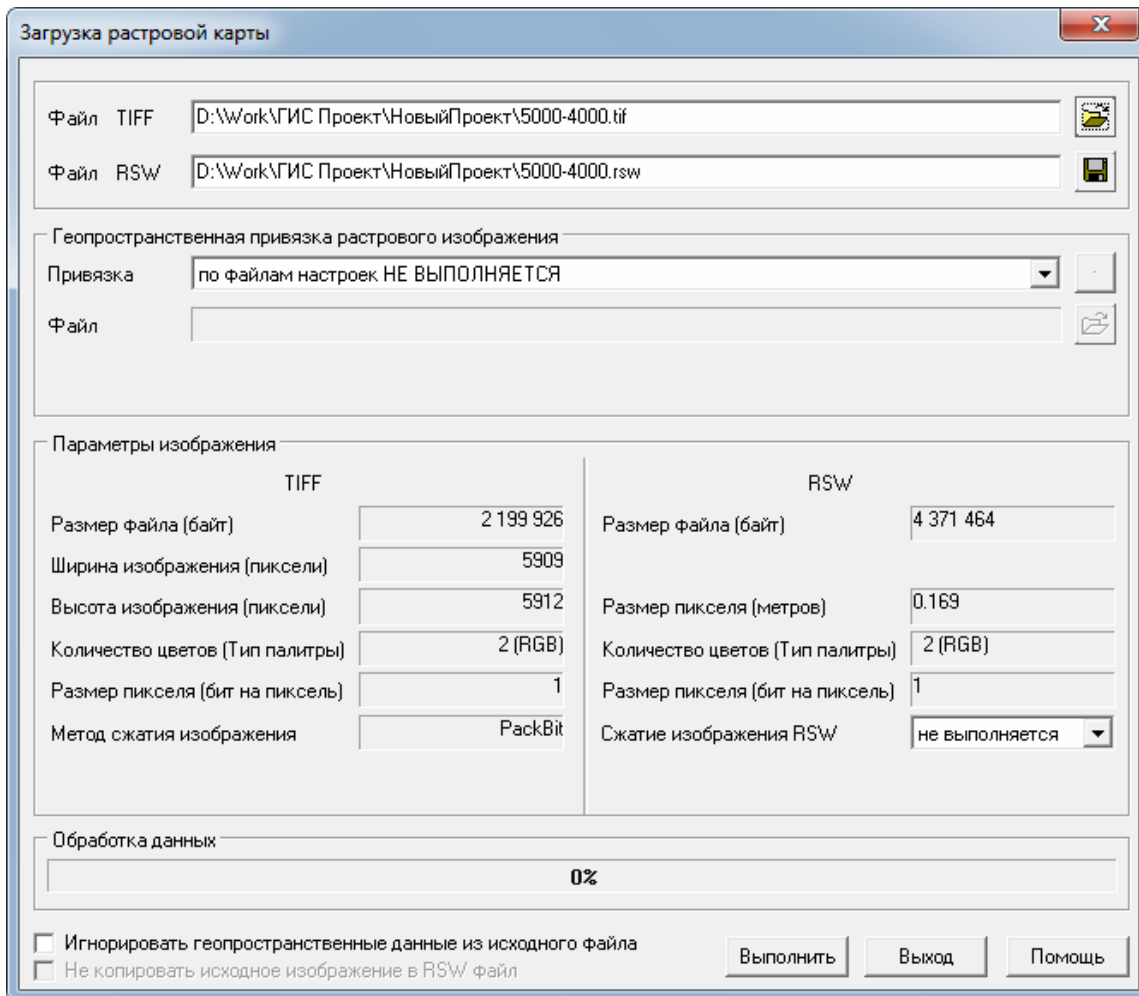 Загрузка растровой карты
Файл TIFF D:\Work\ГИС Проект\НовыйПроект\5000-4000.tif
Файл RSW D:\Work\ГИС Проект\НовыйПроект\5000-4000.rsw
Геопространственная привязка растрового изображения
Привязка по файлам настроек НЕ ВЫПОЛНЯЕТСЯ
Файл
Параметры изображения
TIFF RSW
Размер файла (байт) 2 199 926 Размер файла (байт) 4 371 464
Ширина изображения (пиксели) 5909
Высота изображения (пиксели) 5912 Размер пикселя (метров) 0.169
Количество цветов (Тип палитры) 2 (RGB) Количество цветов (Тип палитры) 2 (RGB)
Размер пикселя (бит на пиксель) 1 Размер пикселя (бит на пиксель) 1
Метод сжатия изображения PackBit Сжатие изображения RSW не выполняется
Обработка данных
0%
Игнорировать геопространственные данные из исходного файла
Не копировать исходное изображение в RSW файл
Выполнить Выход Помощь